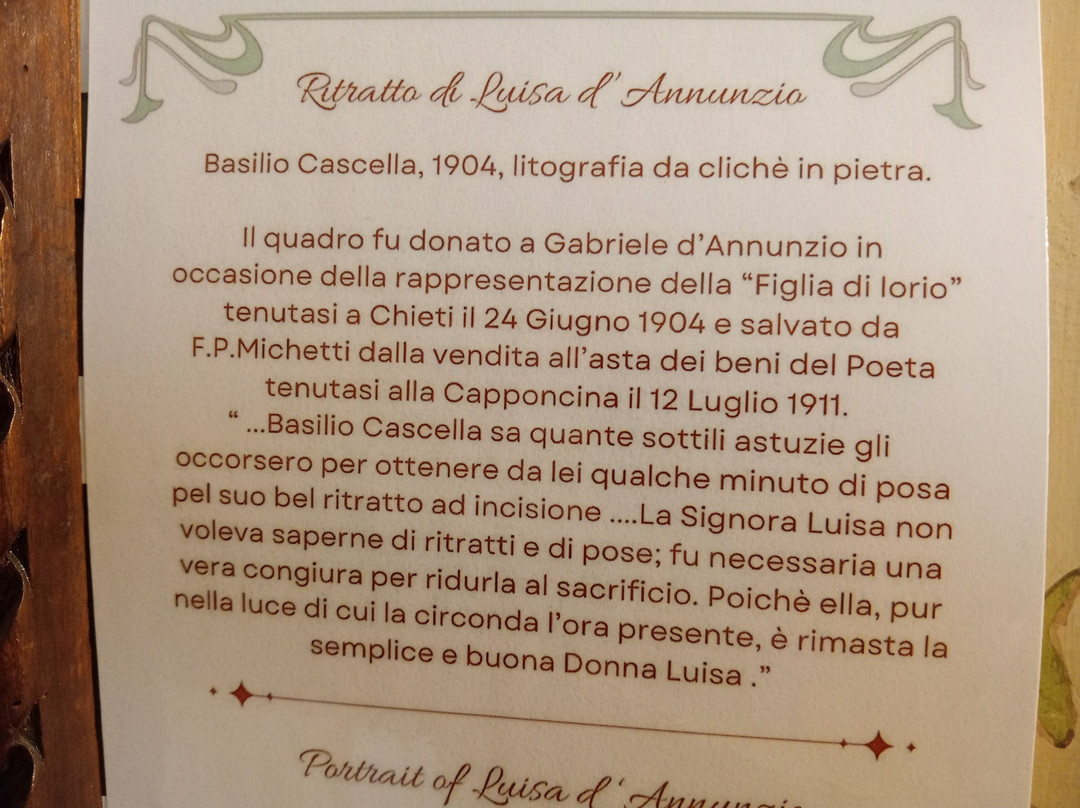 Ritratto di Luisa d' Annunzio
Basilio Cascella, 1904, litografia da clichè in pietra.
Il quadro fu donato a Gabriele d’Annunzio in
occasione della rappresentazione della “Figlia di Iorio”
tenutasi a Chieti il 24 Giugno 1904 e salvato da
F.P.Michetti dalla vendita all’asta dei beni del Poeta
tenutasi alla Capponcina il 12 Luglio 1911.
“ ...Basilio Cascella sa quante sottili astuzie gli
occorsero per ottenere da lei qualche minuto di posa
pel suo bel ritratto ad incisione ....La Signora Luisa non
voleva saperne di ritratti e di pose; fu necessaria una
vera congiura per ridurla al sacrificio. Poichè ella, pur
nella luce di cui la circonda l’ora presente, è rimasta la
semplice e buona Donna Luisa .”
Portrait of Luisa d' Annunzio